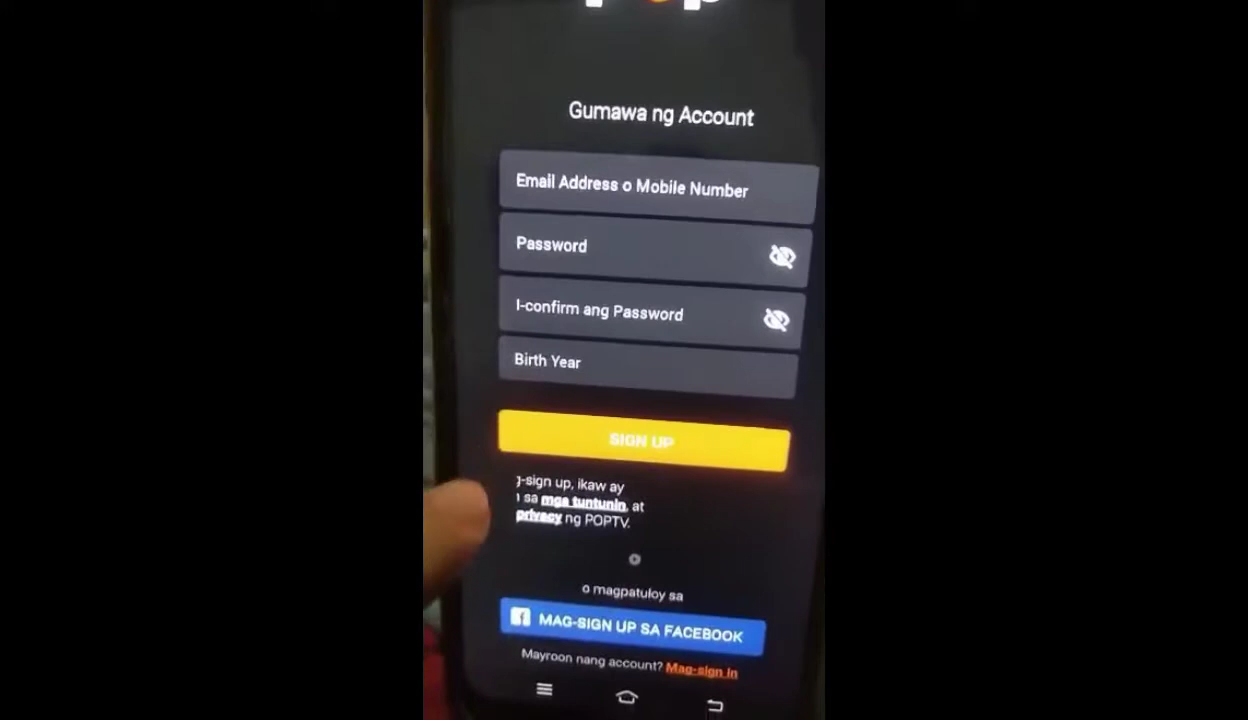 Gumawa ng Account
Email Address o Mobile Number
Password
I-confirm ang Password
Birth Year
SIGN UP
-sign up, ikaw ay
sa mga tuntunin, at
privacy ng POPTV.
o magpatuloy sa
MAG-SIGN UP SA FACEBOOK
Mayroon nang account? Mag-sign in